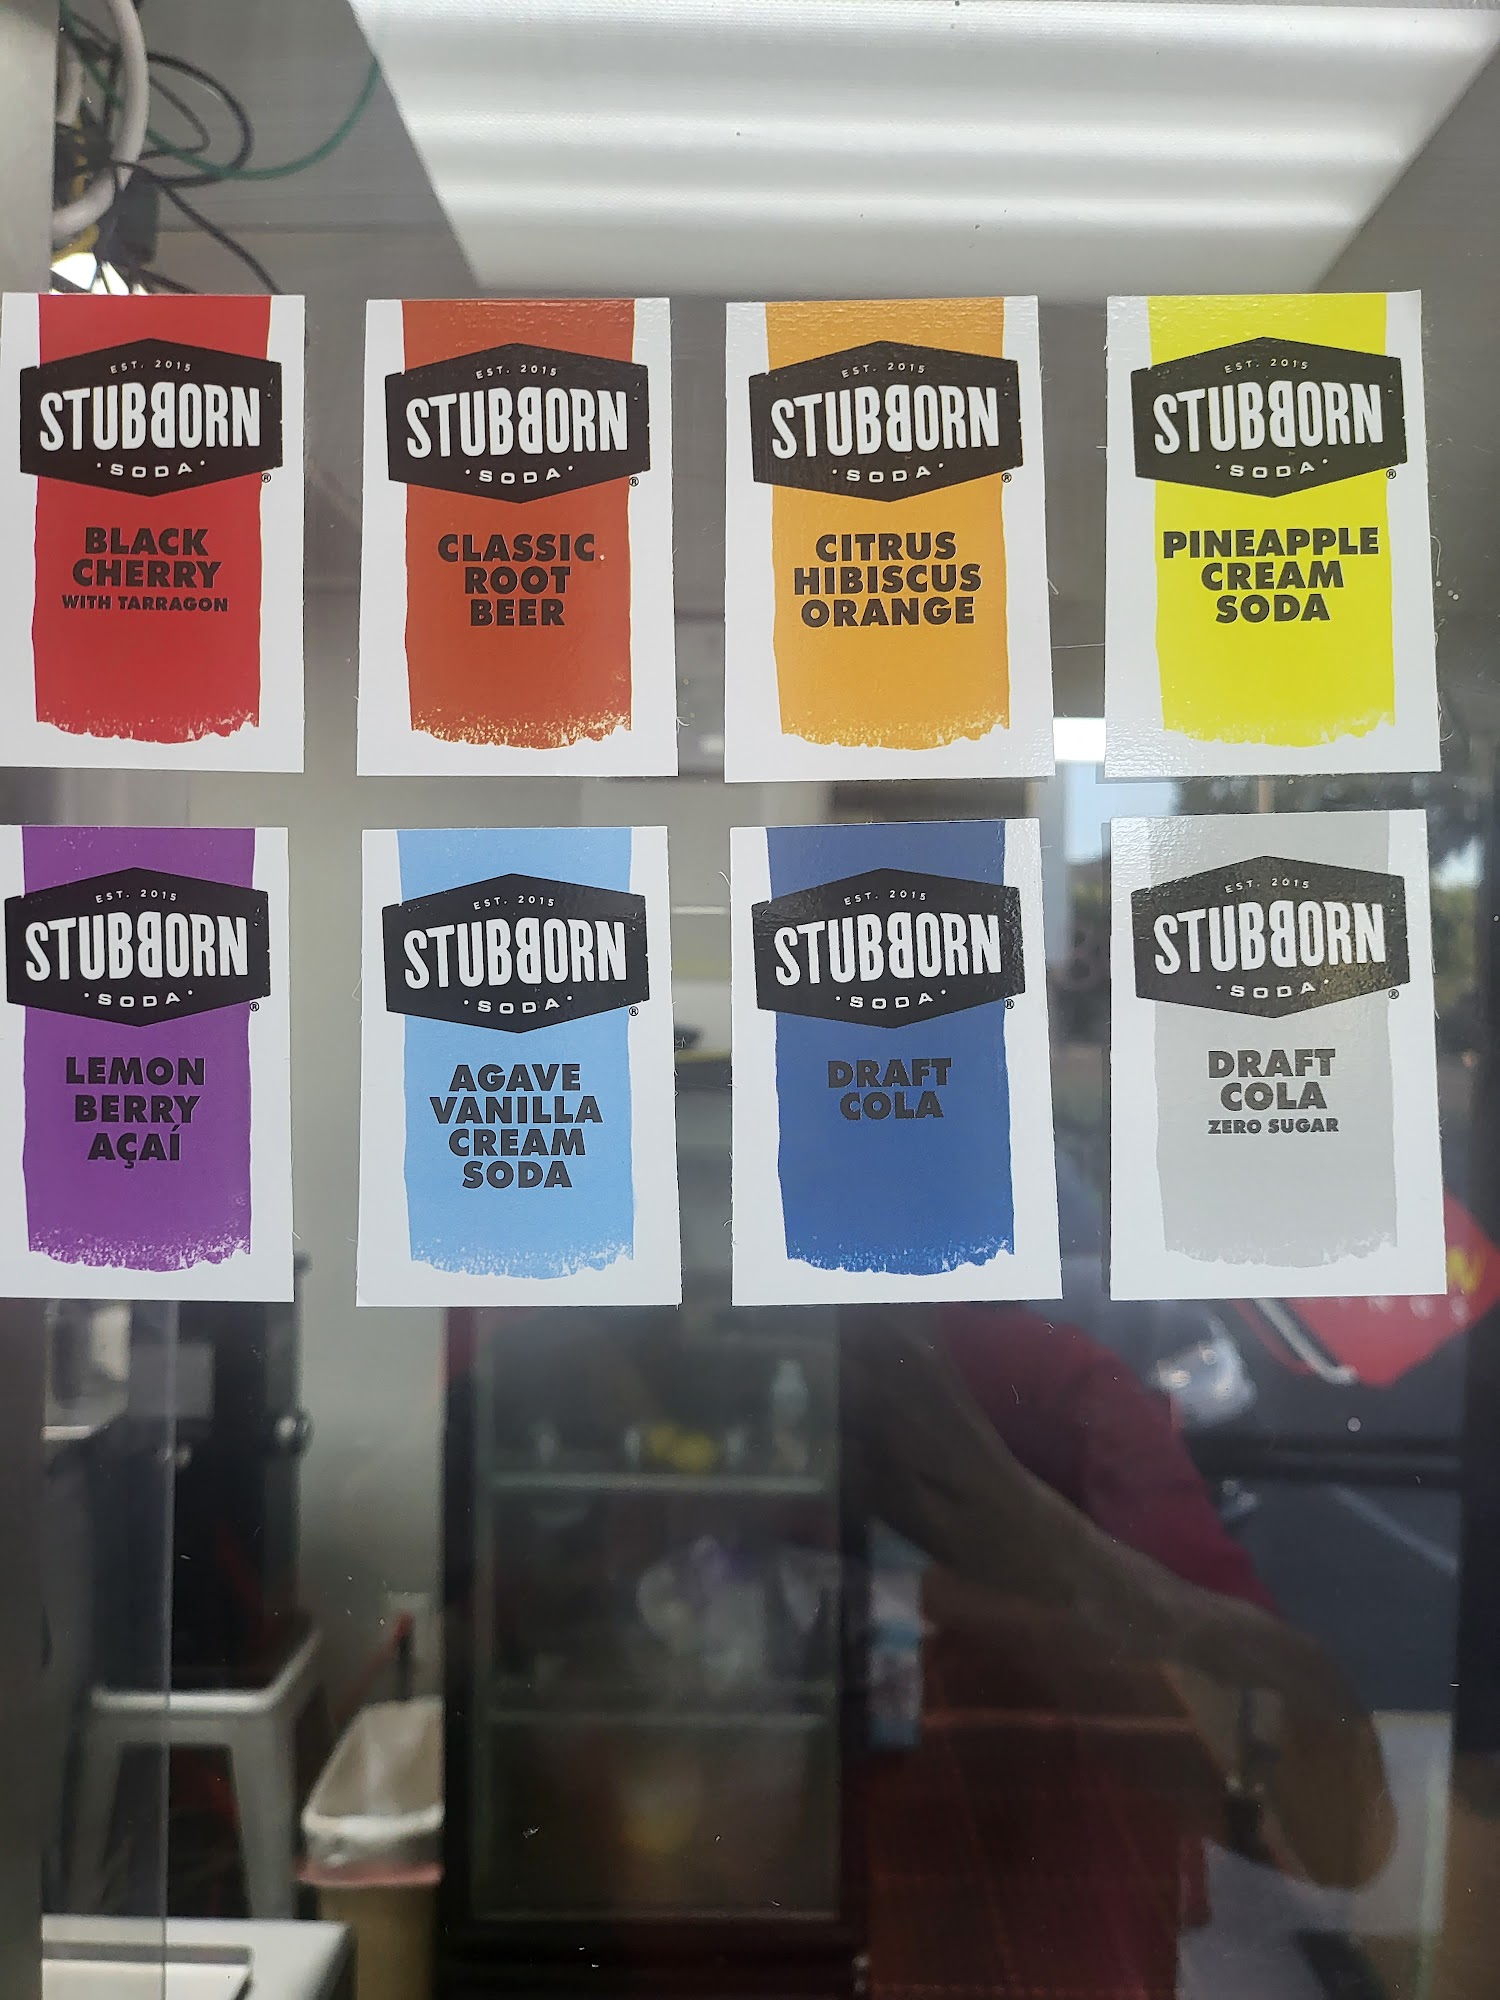 EST. 2015
STUBBORN
· SODA ·
®
BLACK
CHERRY
WITH TARRAGON
EST. 2015
STUBBORN
· SODA ·
®
CLASSIC
ROOT
BEER
EST. 2015
STUBBORN
· SODA ·
®
CITRUS
HIBISCUS
ORANGE
EST. 2015
STUBBORN
· SODA ·
®
PINEAPPLE
CREAM
SODA
EST. 2015
STUBBORN
· SODA ·
®
LEMON
BERRY
AÇAÍ
EST. 2015
STUBBORN
· SODA ·
®
AGAVE
VANILLA
CREAM
SODA
EST. 2015
STUBBORN
· SODA ·
®
DRAFT
COLA
EST. 2015
STUBBORN
· SODA ·
®
DRAFT
COLA
ZERO SUGAR